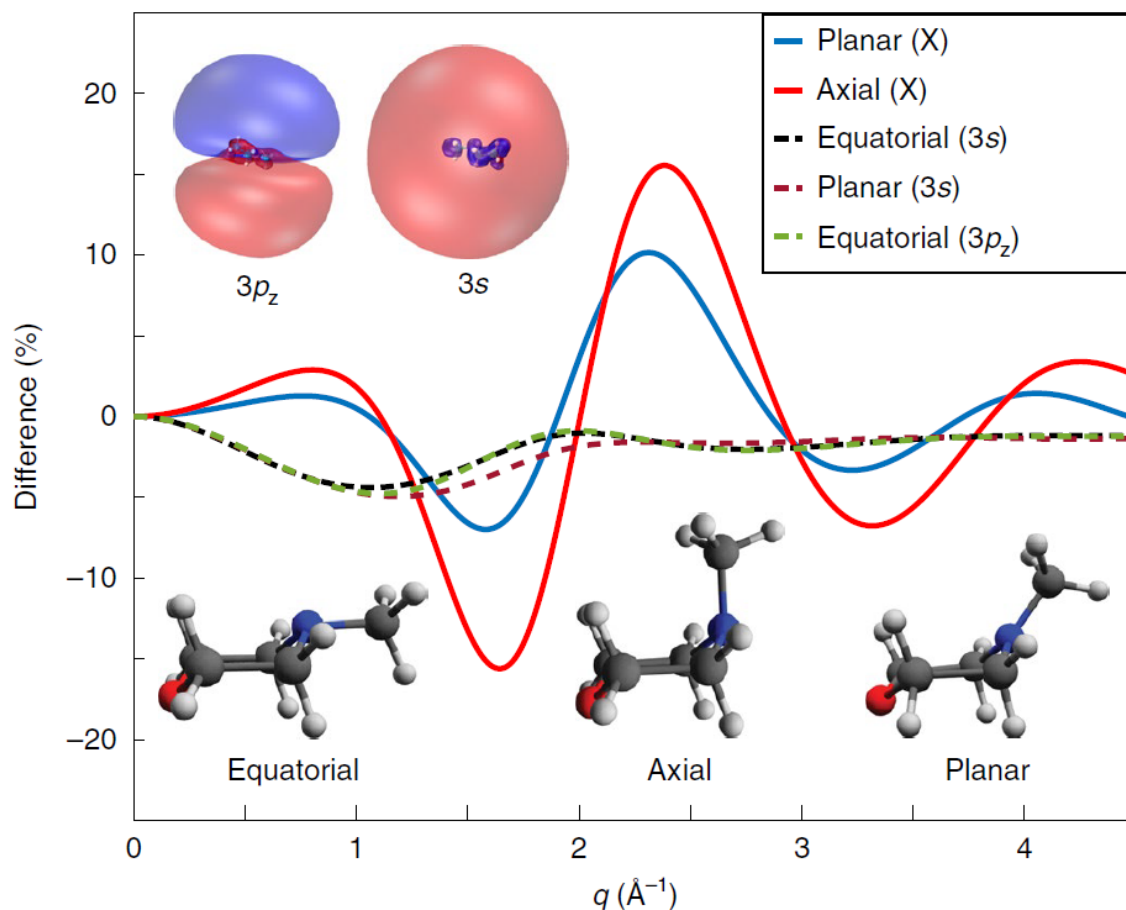 Planar (X)
Axial (X)
Equatorial (3s)
Planar (3s)
Equatorial (3pz)
3pz
3s
20
10
0
−10
−20
Difference (%)
Equatorial
Axial
Planar
0
1
2
3
4
q (Å−1)